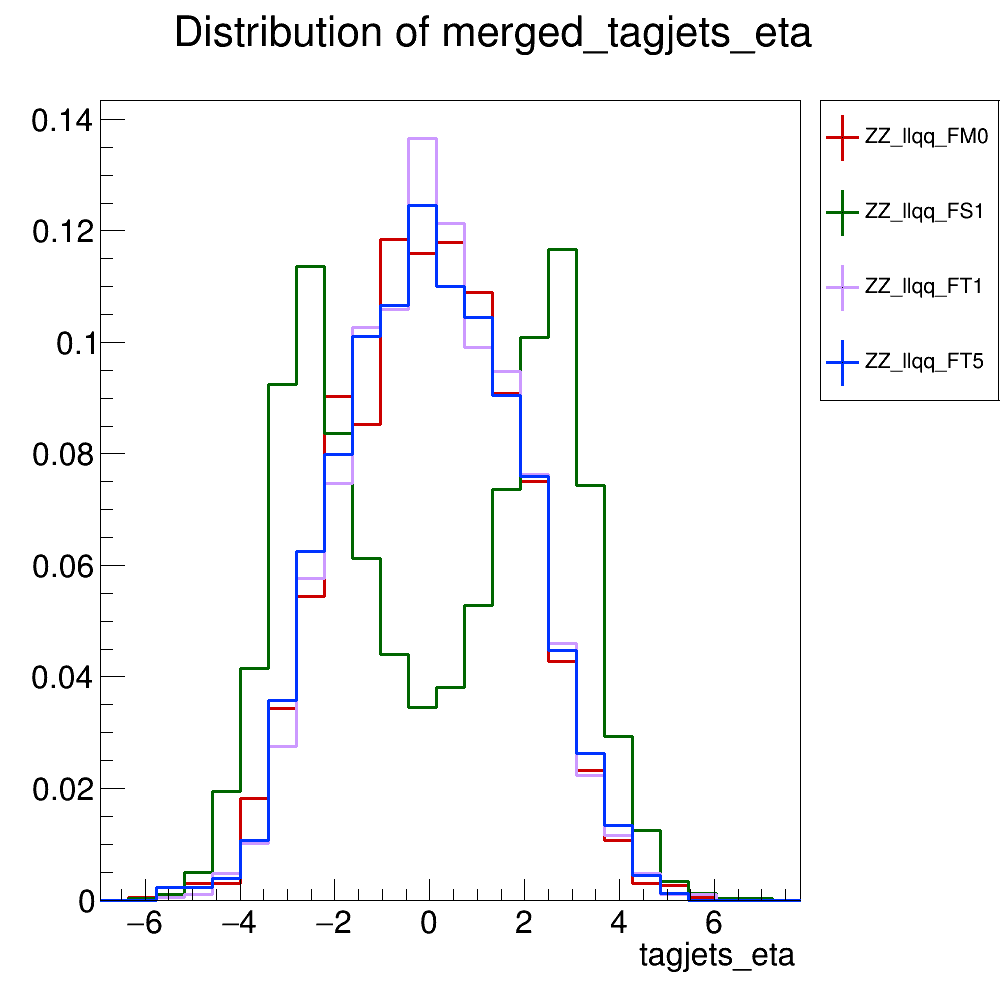 Distribution of merged_tagjets_eta
0.14
0.12
0.1
0.08
0.06
0.04
0.02
0
−6
−4
−2
0
2
4
6
tagjets_eta
ZZ_llqq_FM0
ZZ_llqq_FS1
ZZ_llqq_FT1
ZZ_llqq_FT5